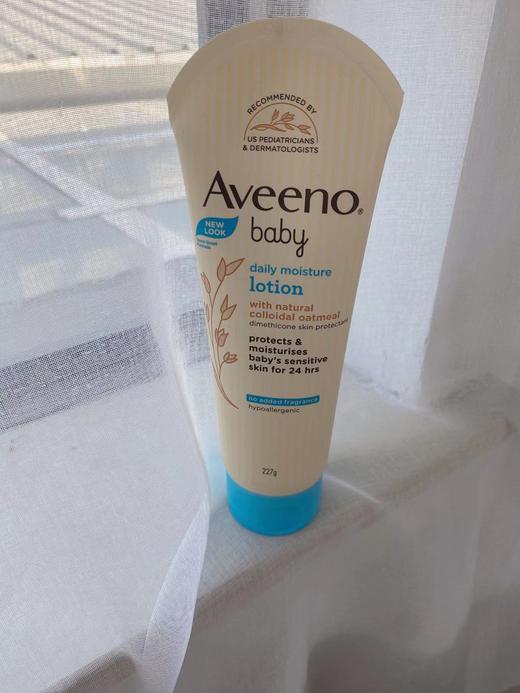 RECOMMENDED BY
US PEDIATRICIANS
& DERMATOLOGISTS
Aveeno®
baby
NEW
LOOK
daily moisture
lotion
with natural
colloidal oatmeal
dimethicone skin protectant
protects &
moisturises
baby's sensitive
skin for 24 hrs
no added fragrance
hypoallergenic
227g